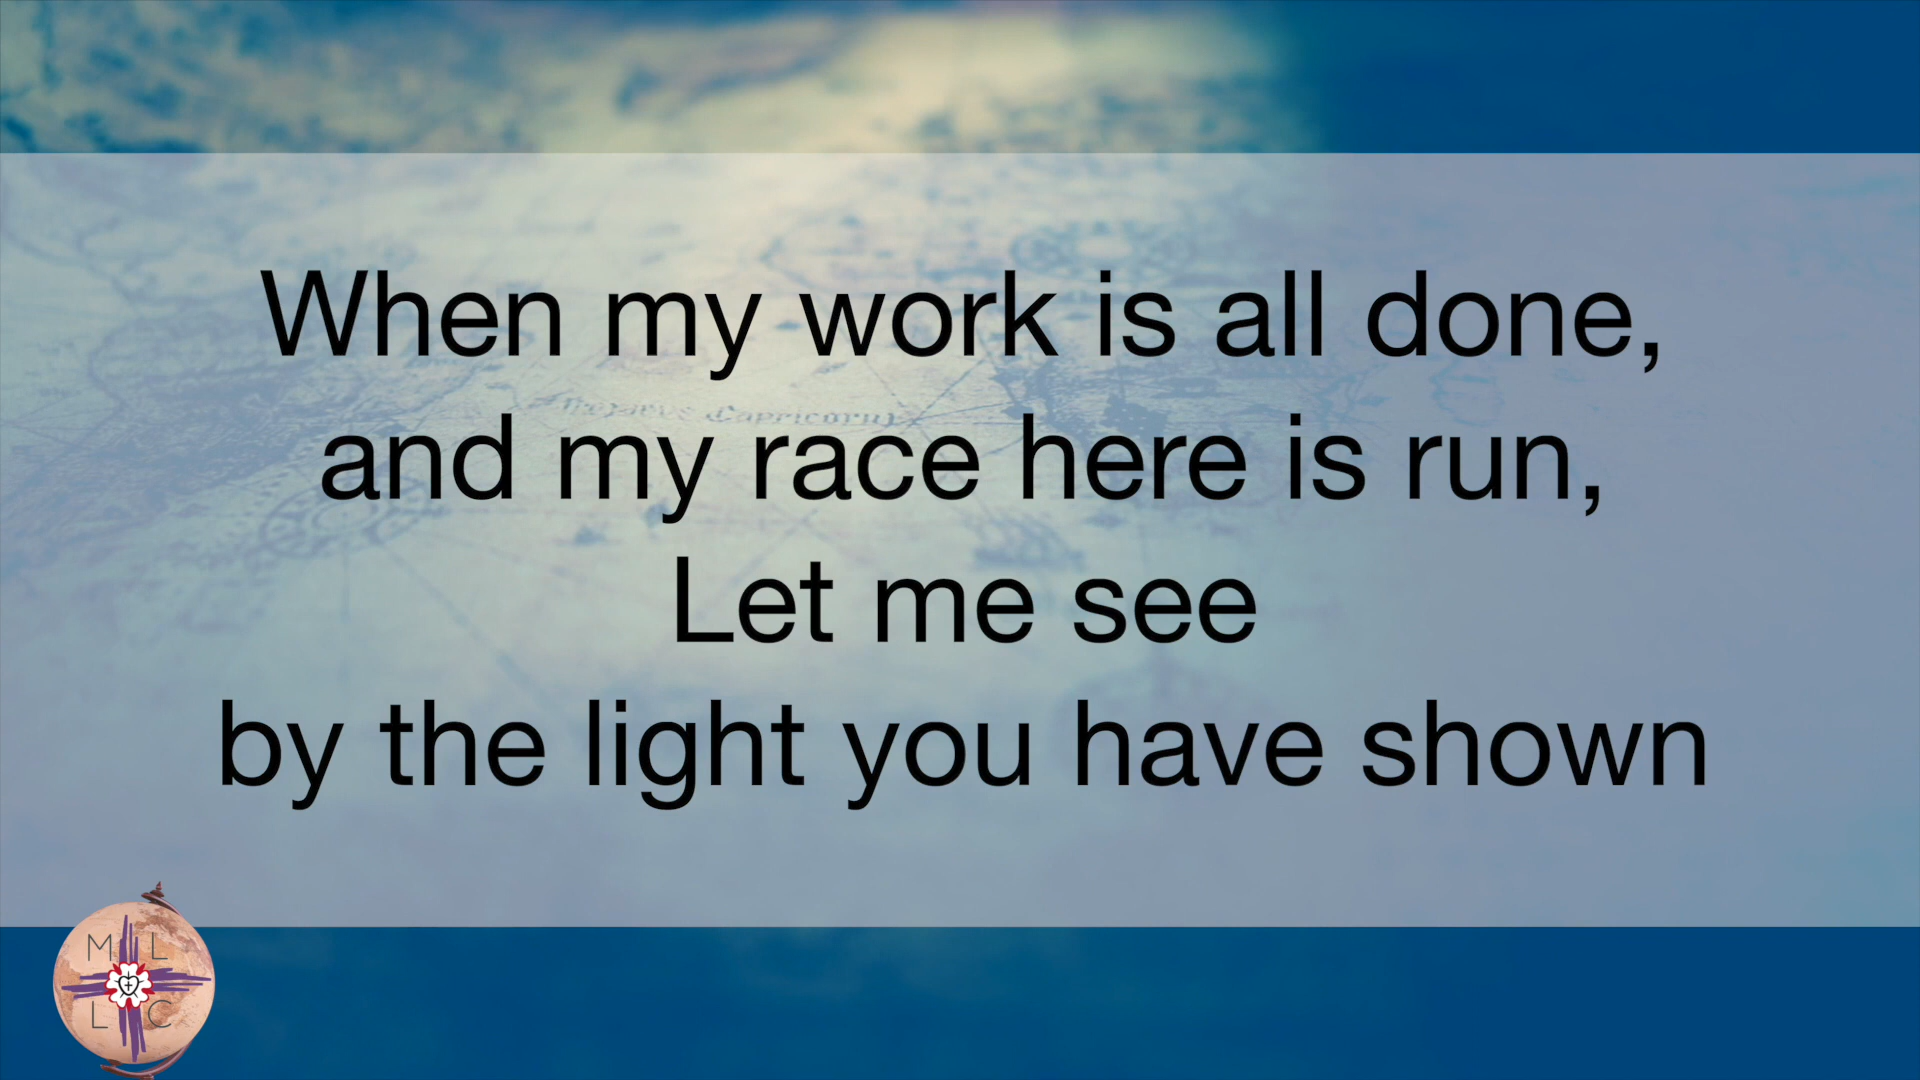 When my work is all done,
and my race here is run,
Let me see
by the light you have shown
M L
L C